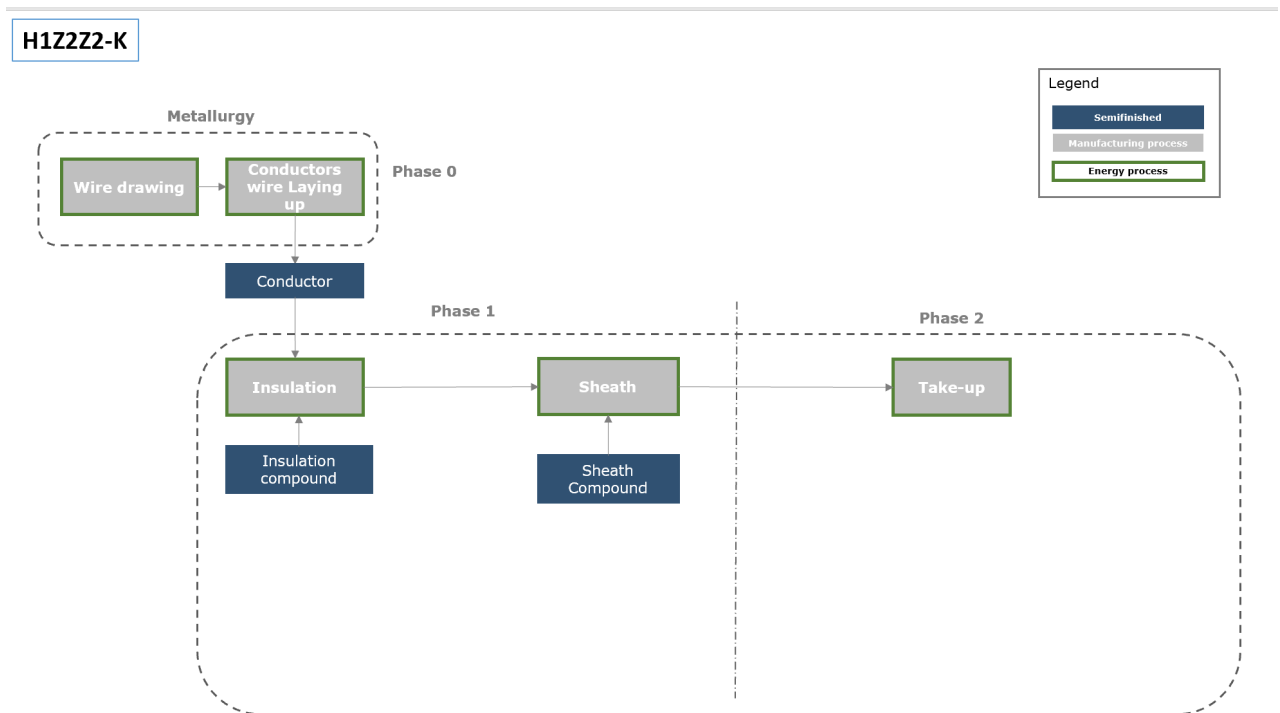 H1Z2Z2-K
Legend
Semifinished
Manufacturing process
Energy process
Metallurgy
Phase 0
Wire drawing
Conductors
wire Laying
up
Conductor
Phase 1
Phase 2
Insulation
Sheath
Take-up
Insulation
compound
Sheath
Compound